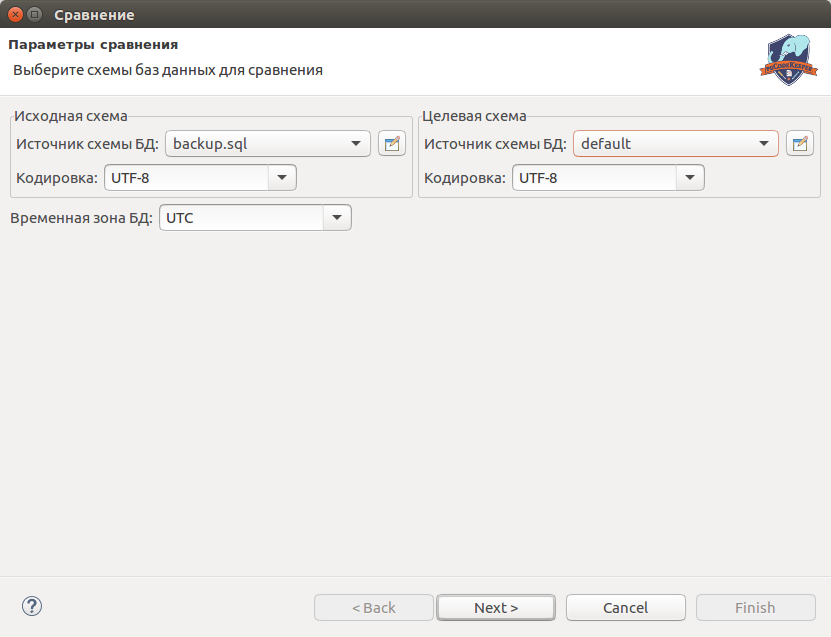 Сравнение
Параметры сравнения
Выберите схемы баз данных для сравнения
PGCODEKEEPER
Исходная схема
Источник схемы БД: backup.sql
Кодировка: UTF-8
Целевая схема
Источник схемы БД: default
Кодировка: UTF-8
Временная зона БД: UTC
?
< Back
Next >
Cancel
Finish